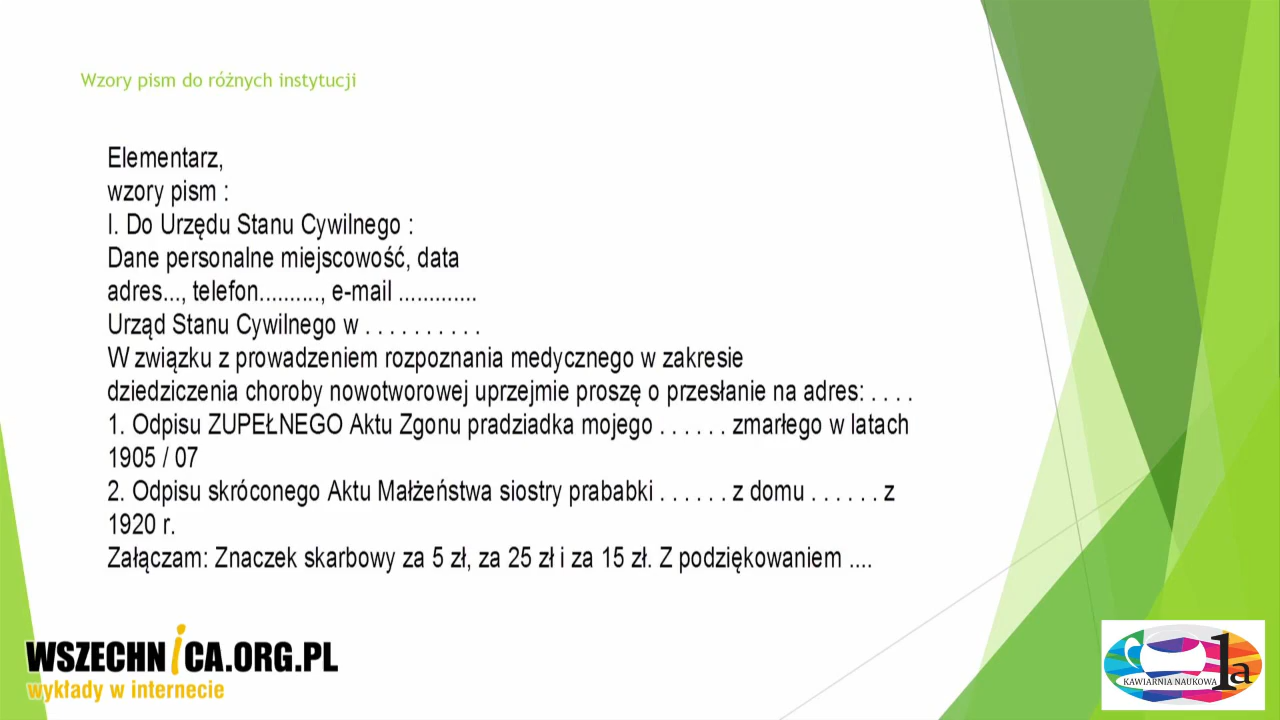 Wzory pism do różnych instytucji
Elementarz,
wzory pism :
I. Do Urzędu Stanu Cywilnego :
Dane personalne miejscowość, data
adres..., telefon.........., e-mail .............
Urząd Stanu Cywilnego w . . . . . . . . . .
W związku z prowadzeniem rozpoznania medycznego w zakresie
dziedziczenia choroby nowotworowej uprzejmie proszę o przesłanie na adres: . . . .
1. Odpisu ZUPEŁNEGO Aktu Zgonu pradziadka mojego . . . . . . zmarłego w latach
1905 / 07
2. Odpisu skróconego Aktu Małżeństwa siostry prababki . . . . . . z domu . . . . . . z
1920 r.
Załączam: Znaczek skarbowy za 5 zł, za 25 zł i za 15 zł. Z podziękowaniem ....
WSZECHNiCA.ORG.PL
wykłady w internecie
KAWIARNIA NAUKOWA 1a